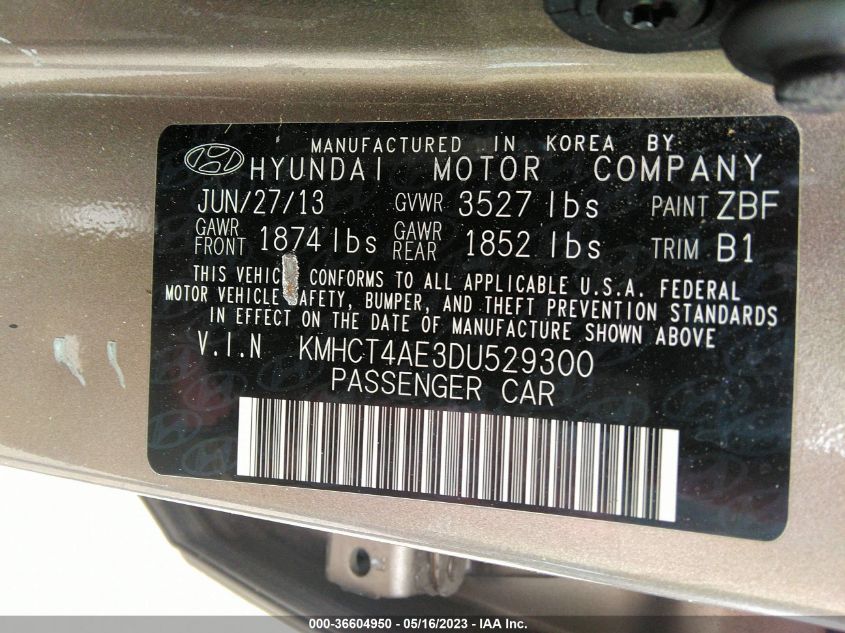 MANUFACTURED IN KOREA BY
HYUNDAI MOTOR COMPANY
JUN/27/13 GVWR 3527 lbs PAINT ZBF
GAWR FRONT 1874 lbs GAWR REAR 1852 lbs TRIM B1
THIS VEHIC CONFORMS TO ALL APPLICABLE U.S.A. FEDERAL
MOTOR VEHICLE AFETY, BUMPER, AND THEFT PREVENTION STANDARDS
IN EFFECT ON THE DATE OF MANUFACTURE SHOWN ABOVE
V.I.N KMHCT4AE3DU529300
PASSENGER CAR
000-36604950 / 05/16/2023 / IAA Inc.